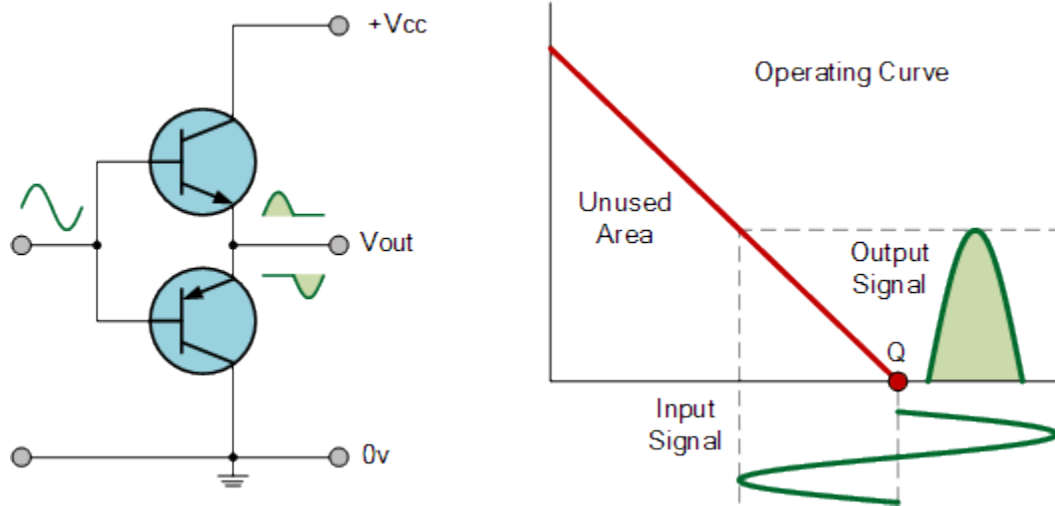 +Vcc
Vout
0v
Operating Curve
Unused
Area
Output
Signal
Q
Input
Signal